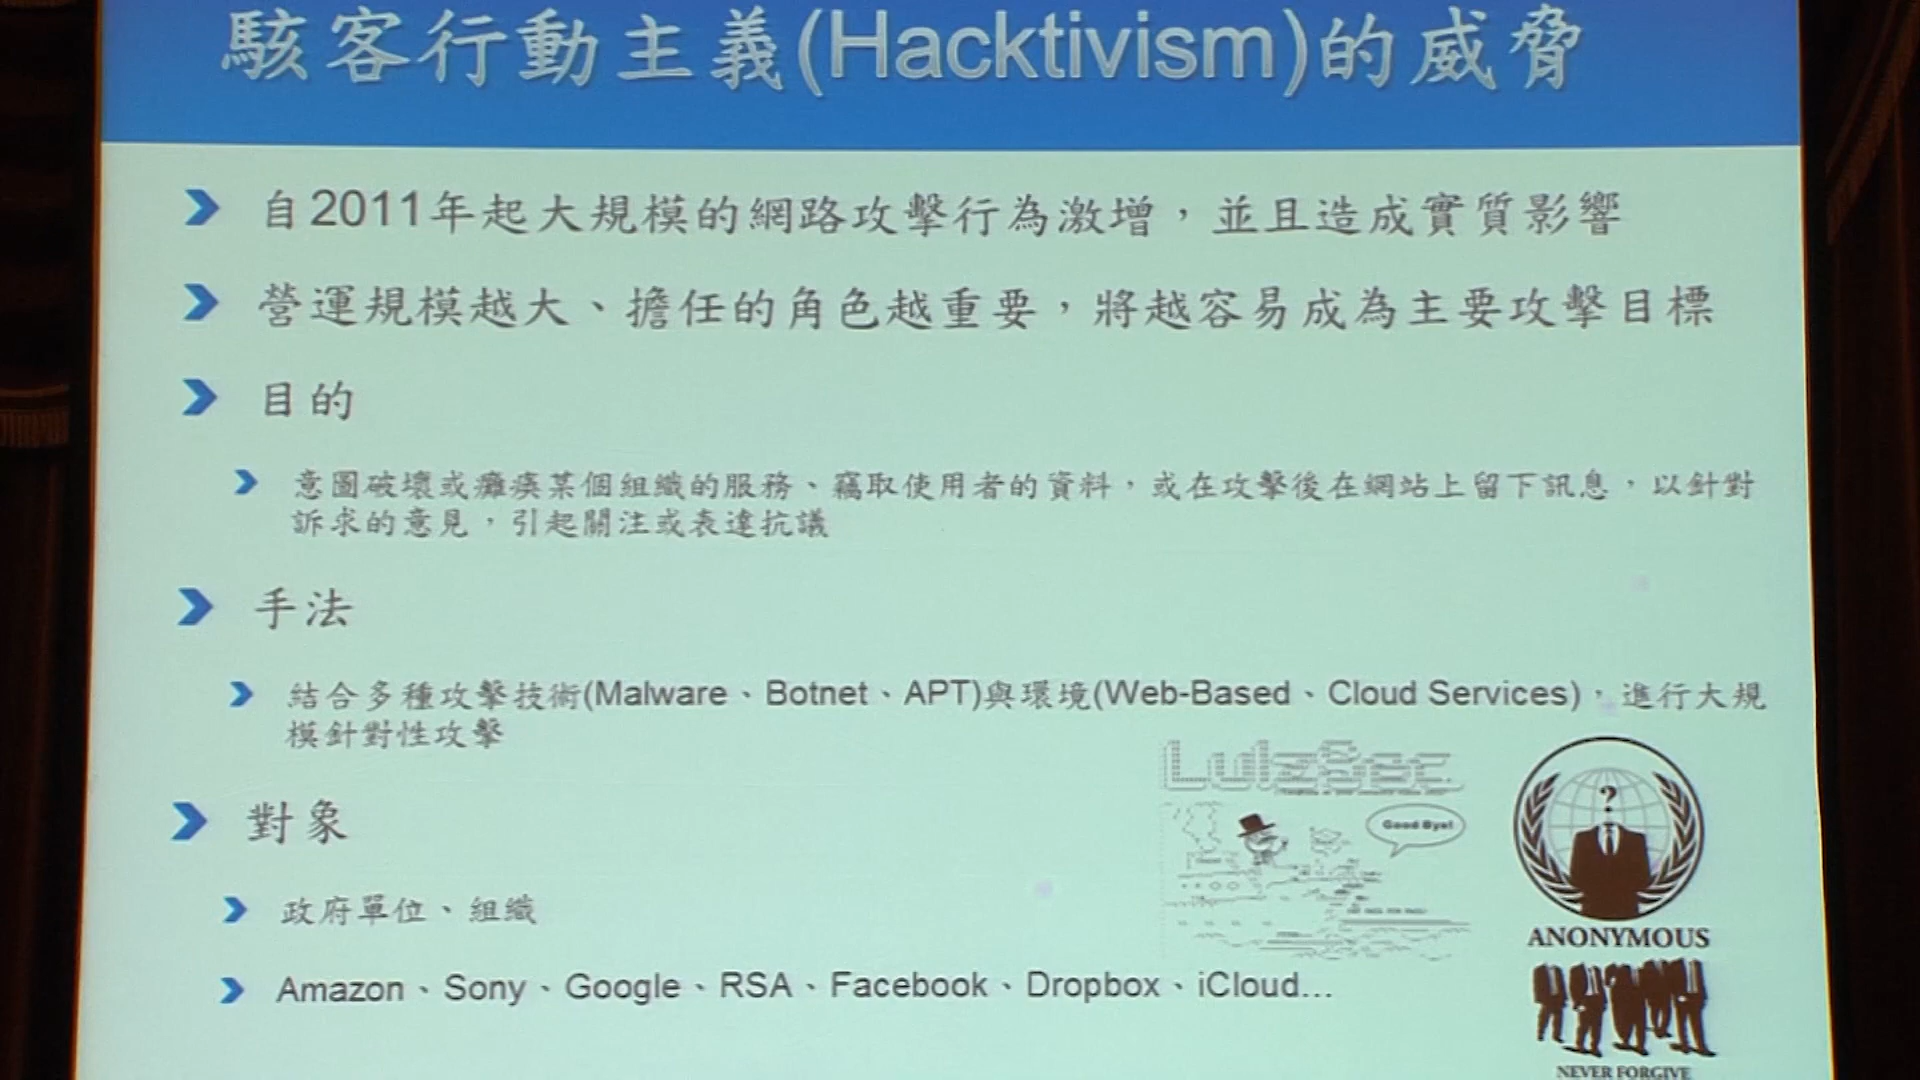 駭客行動主義(Hacktivism)的威脅
自2011年起大規模的網路攻擊行為激增，並且造成實質影響
營運規模越大、擔任的角色越重要，將越容易成為主要攻擊目標
目的
意圖破壞或癱瘓某個組織的服務、竊取使用者的資料，或在攻擊後在網站上留下訊息，以針對
訴求的意見，引起關注或表達抗議
手法
結合多種攻擊技術(Malware、Botnet、APT)與環境(Web-Based、Cloud Services)，進行大規
模針對性攻擊
LulzSec
Good Bye!
對象
?
政府單位、組織
ANONYMOUS
Amazon、Sony、Google、RSA、Facebook、Dropbox、iCloud...
NEVER FORGIVE